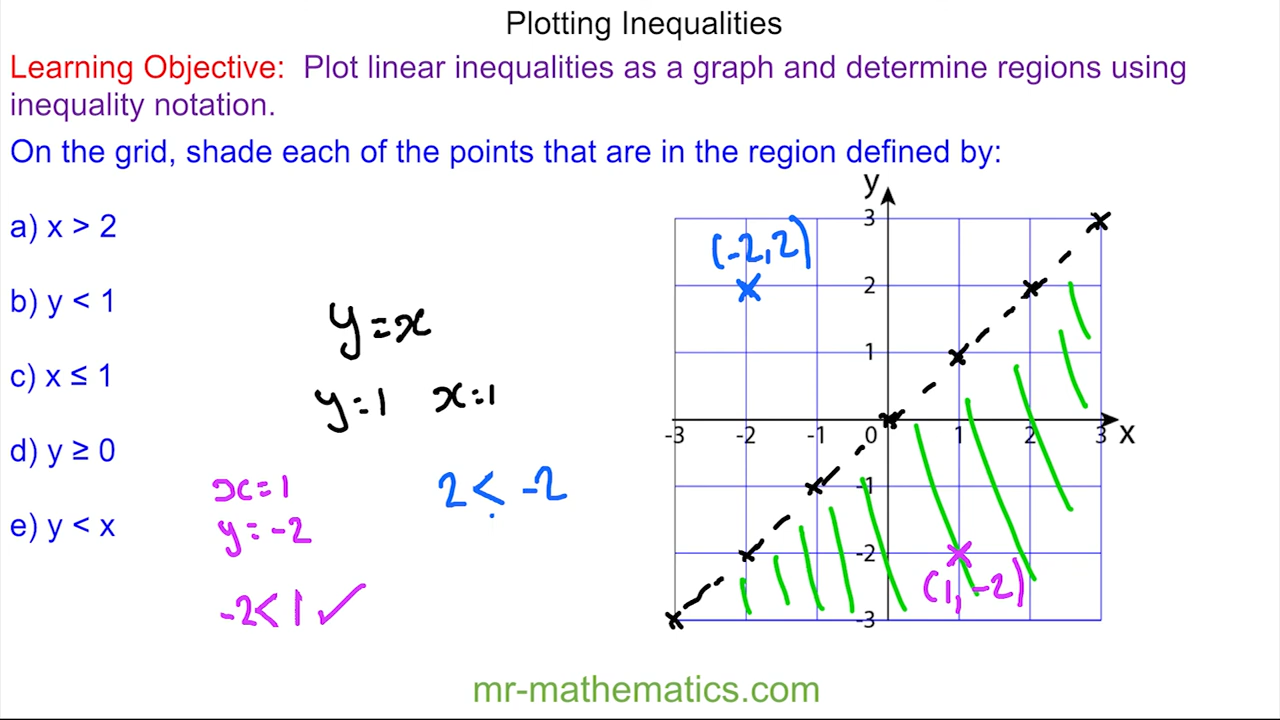 Plotting Inequalities
Learning Objective: Plot linear inequalities as a graph and determine regions using
inequality notation.
On the grid, shade each of the points that are in the region defined by:
a) x > 2
b) y < 1
c) x ≤ 1
d) y ≥ 0
e) y < x
y = x
y = 1 x = 1
x = 1
y = -2
-2 < 1 ✓
2 < -2
y
3
(-2, 2)
2
1
-3 -2 -1 0 1 2 3 x
-1
-2
(1, -2)
-3
mr-mathematics.com